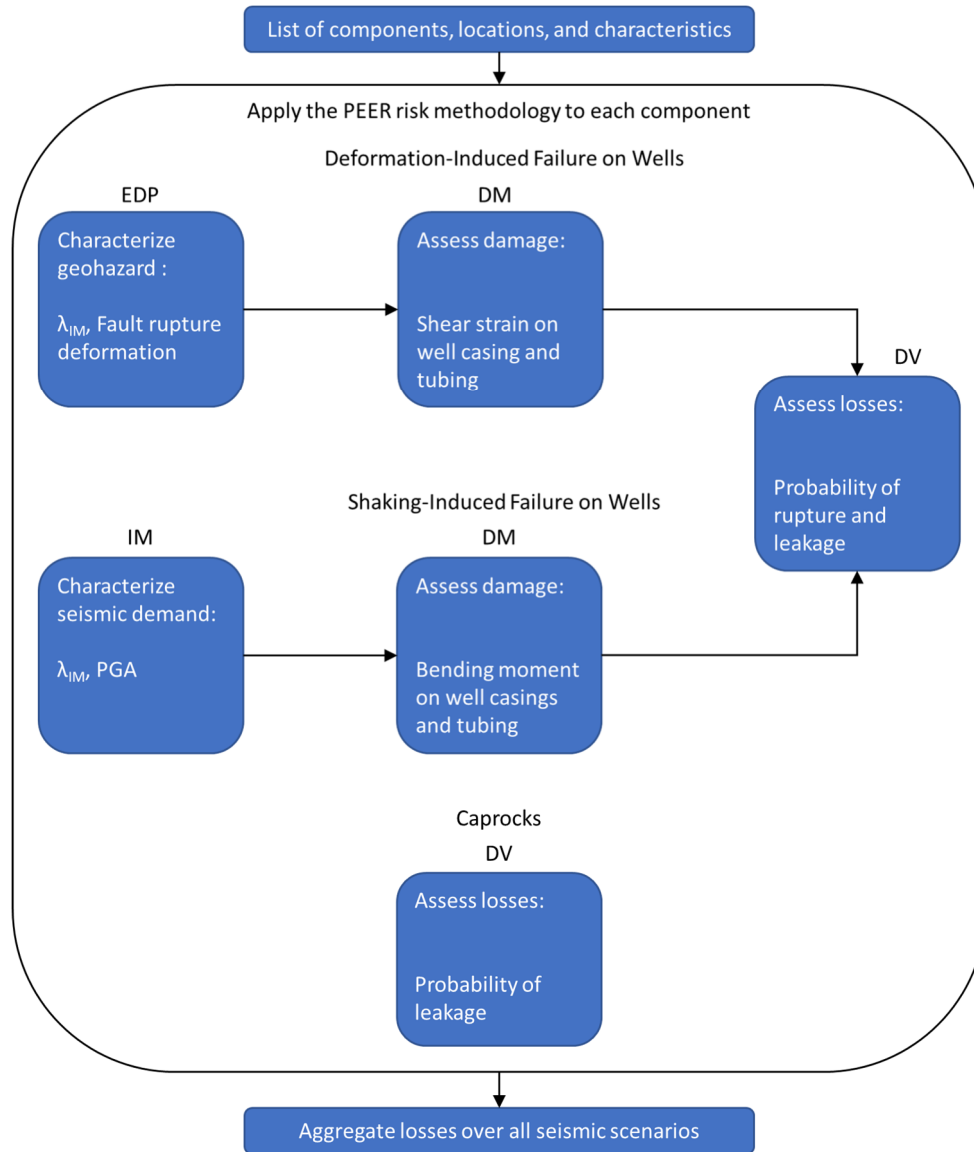 List of components, locations, and characteristics
Apply the PEER risk methodology to each component
Deformation-Induced Failure on Wells
EDP
Characterize
geohazard :
λIM, Fault rupture
deformation
DM
Assess damage:
Shear strain on
well casing and
tubing
DV
Assess losses:
Probability of
rupture and
leakage
Shaking-Induced Failure on Wells
IM
Characterize
seismic demand:
λIM, PGA
DM
Assess damage:
Bending moment
on well casings
and tubing
Caprocks
DV
Assess losses:
Probability of
leakage
Aggregate losses over all seismic scenarios